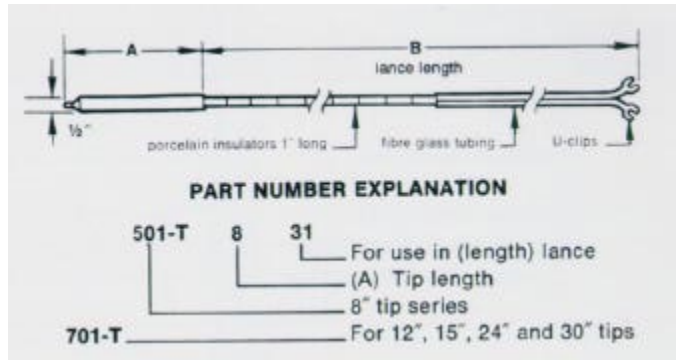 A
B
lance length
½"
porcelain insulators 1" long
fibre glass tubing
U-clips
PART NUMBER EXPLANATION
501-T 8 31
For use in (length) lance
(A) Tip length
8" tip series
701-T For 12", 15", 24" and 30" tips